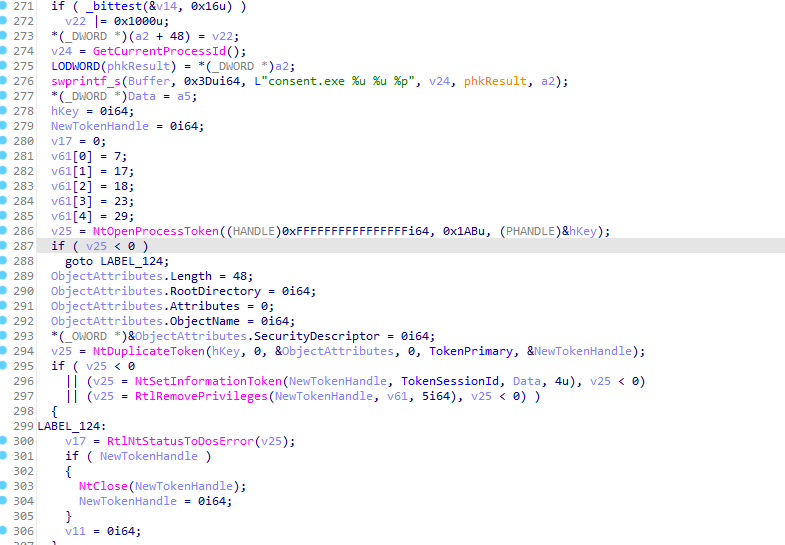 271 if ( _bittest(&v14, 0x16u) )
272 v22 |= 0x1000u;
273 *(_DWORD *)(a2 + 48) = v22;
274 v24 = GetCurrentProcessId();
275 LODWORD(phkResult) = *(_DWORD *)a2;
276 swprintf_s(Buffer, 0x3Dui64, L"consent.exe %u %u %p", v24, phkResult, a2);
277 *(_DWORD *)Data = a5;
278 hKey = 0i64;
279 NewTokenHandle = 0i64;
280 v17 = 0;
281 v61[0] = 7;
282 v61[1] = 17;
283 v61[2] = 18;
284 v61[3] = 23;
285 v61[4] = 29;
286 v25 = NtOpenProcessToken((HANDLE)0xFFFFFFFFFFFFFFFFi64, 0x1ABu, (PHANDLE)&hKey);
287 if ( v25 < 0 )
288 goto LABEL_124;
289 ObjectAttributes.Length = 48;
290 ObjectAttributes.RootDirectory = 0i64;
291 ObjectAttributes.Attributes = 0;
292 ObjectAttributes.ObjectName = 0i64;
293 *(_OWORD *)&ObjectAttributes.SecurityDescriptor = 0i64;
294 v25 = NtDuplicateToken(hKey, 0, &ObjectAttributes, 0, TokenPrimary, &NewTokenHandle);
295 if ( v25 < 0
296 || (v25 = NtSetInformationToken(NewTokenHandle, TokenSessionId, Data, 4u), v25 < 0)
297 || (v25 = RtlRemovePrivileges(NewTokenHandle, v61, 5i64), v25 < 0) )
298 {
299 LABEL_124:
300 v17 = RtlNtStatusToDosError(v25);
301 if ( NewTokenHandle )
302 {
303 NtClose(NewTokenHandle);
304 NewTokenHandle = 0i64;
305 }
306 v11 = 0i64;